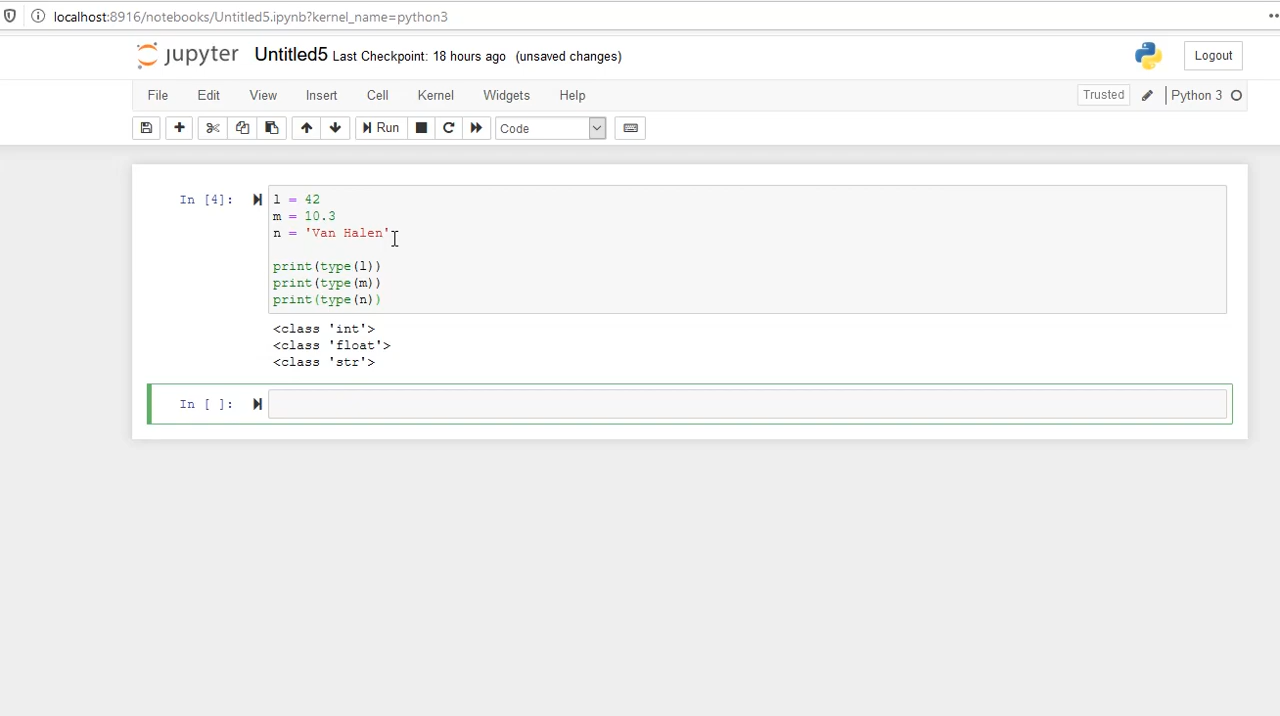 localhost:8916/notebooks/Untitled5.ipynb?kernel_name=python3
jupyter Untitled5 Last Checkpoint: 18 hours ago (unsaved changes) Logout
File Edit View Insert Cell Kernel Widgets Help Trusted Python 3
Run Code
In [4]: l = 42
m = 10.3
n = 'Van Halen'
print(type(l))
print(type(m))
print(type(n))
<class 'int'>
<class 'float'>
<class 'str'>
In [ ]: